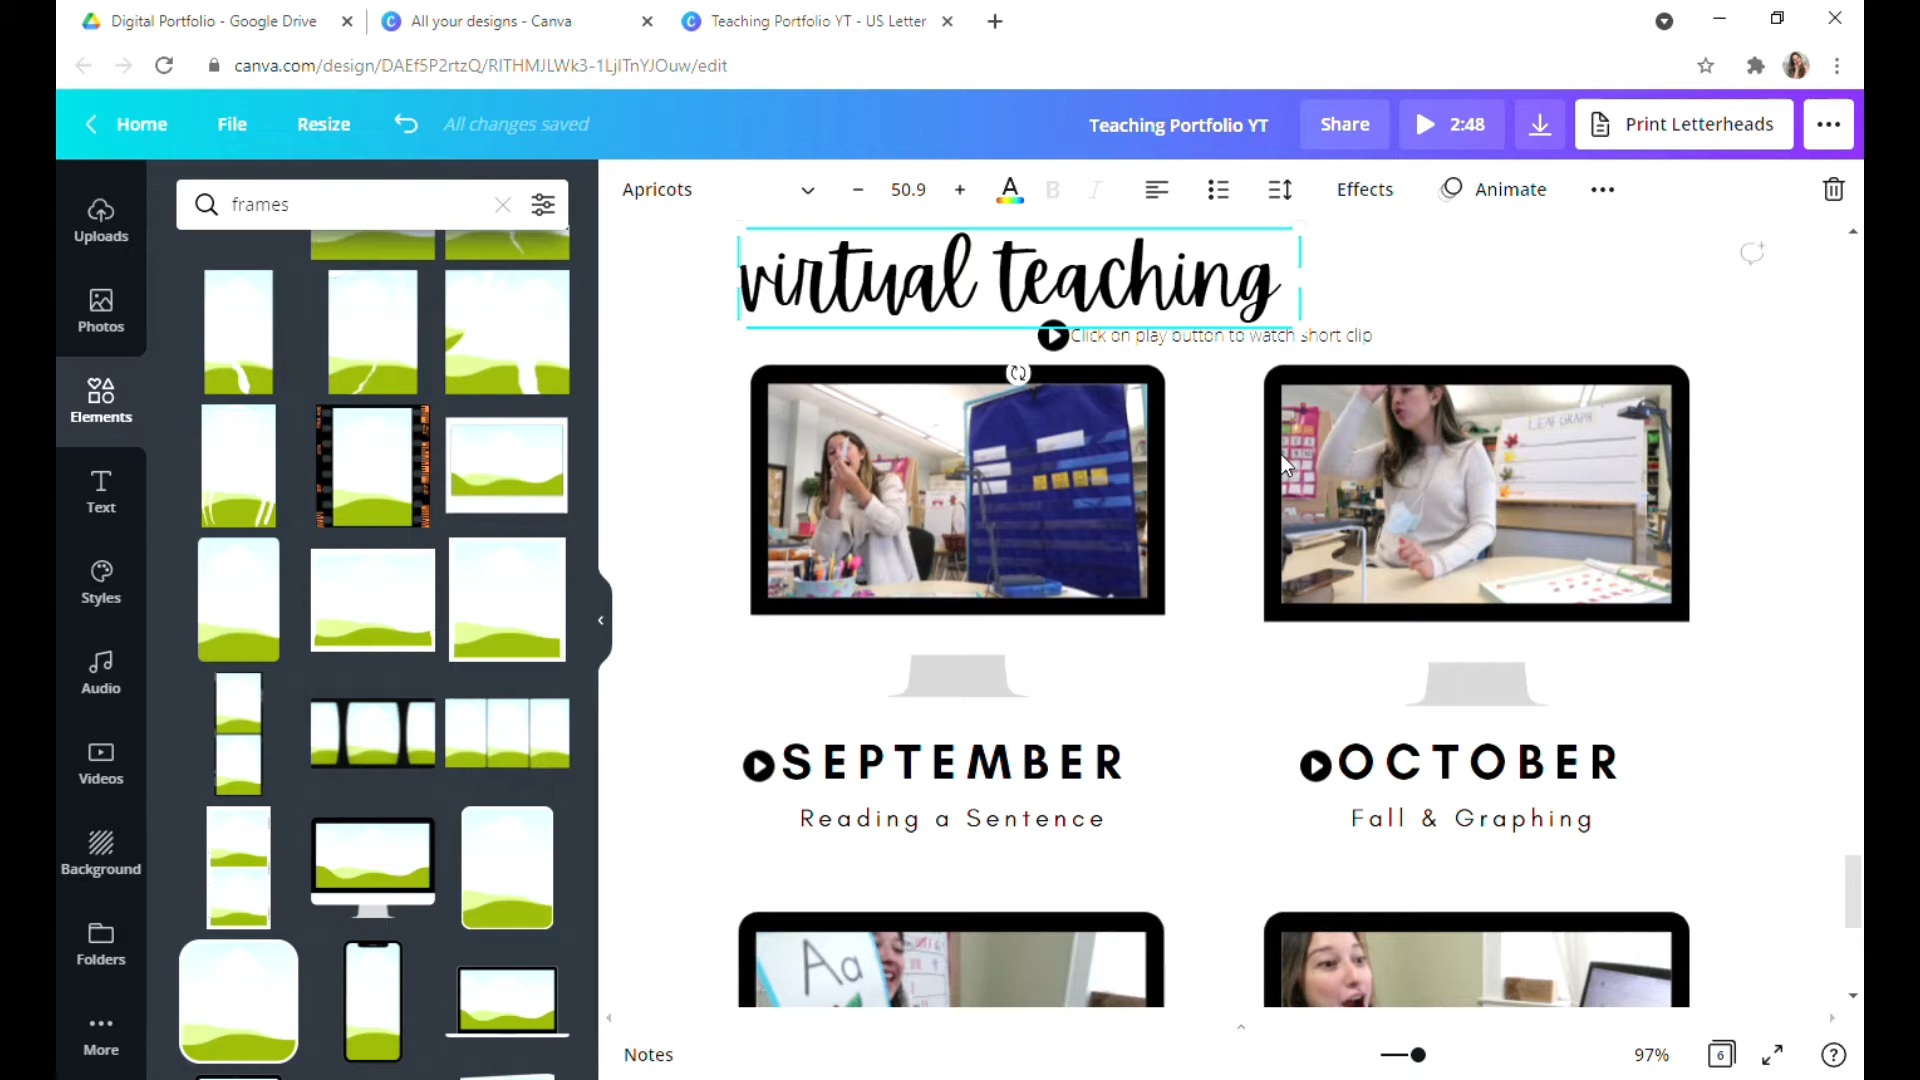 Digital Portfolio - Google Drive
All your designs - Canva
Teaching Portfolio YT - US Letter
canva.com/design/DAEf5P2rtzQ/RITHMJLWk3-1LjlTnYJOuw/edit
Home File Resize All changes saved Teaching Portfolio YT Share 2:48 Print Letterheads
frames
Apricots 50.9 A B I Effects Animate
Uploads
Photos
Elements
Text
Styles
Audio
Videos
Background
Folders
More
virtual teaching
Click on play button to watch short clip
LEAF GRAPH
SEPTEMBER
Reading a Sentence
OCTOBER
Fall & Graphing
Aa
Notes 97% 6 ?